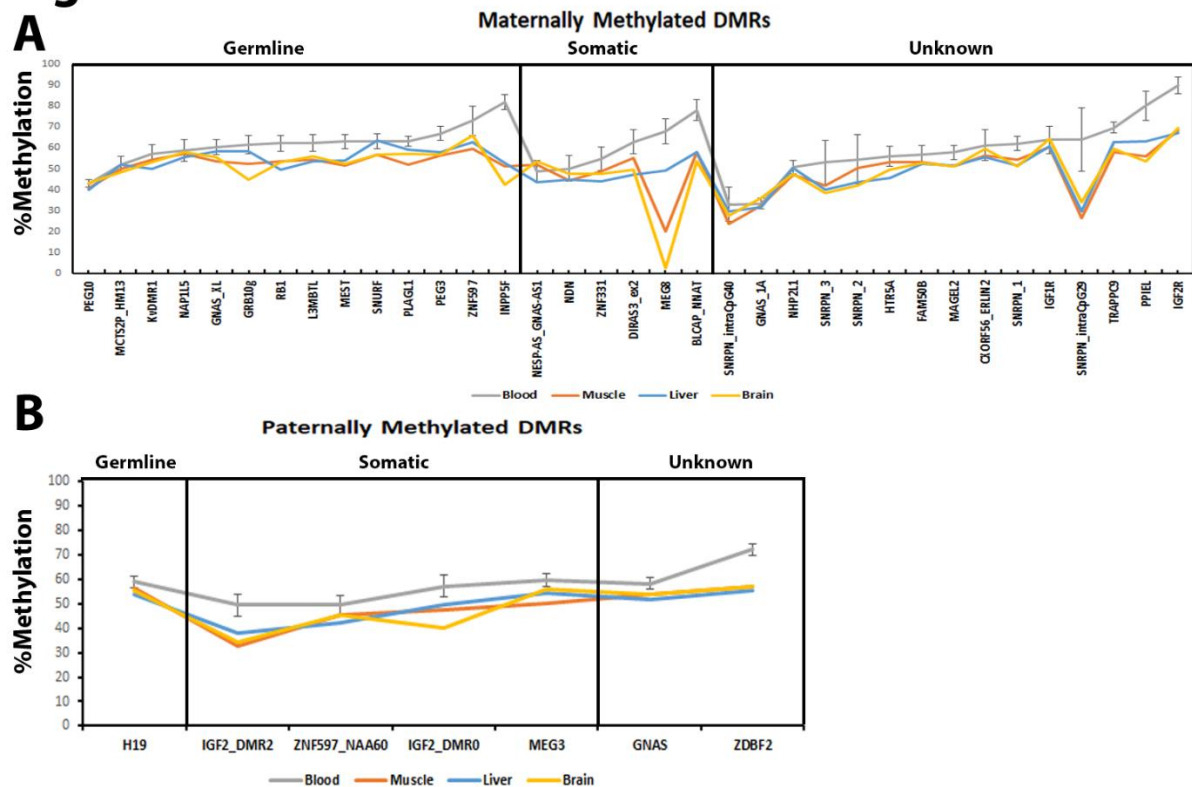 A
Maternally Methylated DMRs
Germline Somatic Unknown
%Methylation
100
90
80
70
60
50
40
30
20
10
0
PEG10
MCTS2P_HM13
KvDMR1
NAP1L5
GNAS_XL
GRB10g
RB1
L3MBTL
MEST
SNURF
PLAGL1
PEG3
ZNF597
INPP5F
NESP-AS_GNAS-AS1
NDN
ZNF331
DIRAS3_ex2
MEG8
BLCAP_NNAT
SNRPN_intraCpG40
GNAS_1A
NHP2L1
SNRPN_3
SNRPN_2
HTR5A
FAM50B
MAGEL2
CXORF56_ERLIN2
SNRPN_1
IGF1R
SNRPN_intraCpG29
TRAPPC9
PPIEL
IGF2R
Blood Muscle Liver Brain
B
Paternally Methylated DMRs
Germline Somatic Unknown
%Methylation
100
90
80
70
60
50
40
30
20
10
0
H19 IGF2_DMR2 ZNF597_NAA60 IGF2_DMR0 MEG3 GNAS ZDBF2
Blood Muscle Liver Brain